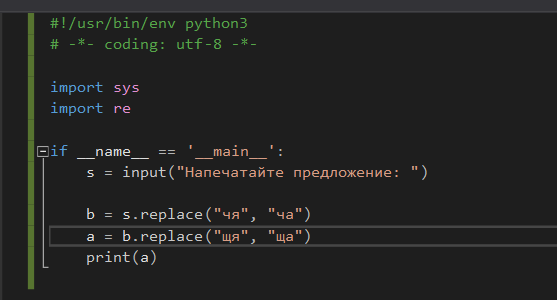 #!/usr/bin/env python3
# -*- coding: utf-8 -*-
import sys
import re
if __name__ == '__main__':
s = input("Напечатайте предложение: ")
b = s.replace("чя", "ча")
a = b.replace("щя", "ща")
print(a)